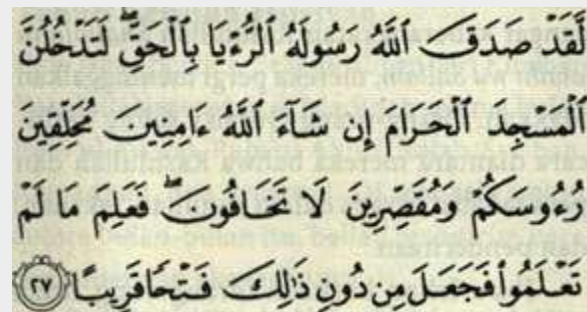 لَّقَدْ صَدَقَ ٱللَّهُ رَسُولَهُ ٱلرُّءْيَا بِٱلْحَقِّ ۖ لَتَدْخُلُنَّ
ٱلْمَسْجِدَ ٱلْحَرَامَ إِن شَآءَ ٱللَّهُ ءَامِنِينَ مُحَلِّقِينَ
رُءُوسَكُمْ وَمُقَصِّرِينَ لَا تَخَافُونَ ۖ فَعَلِمَ مَا لَمْ
تَعْلَمُوا۟ فَجَعَلَ مِن دُونِ ذَٰلِكَ فَتْحًا قَرِيبًا ٢٧